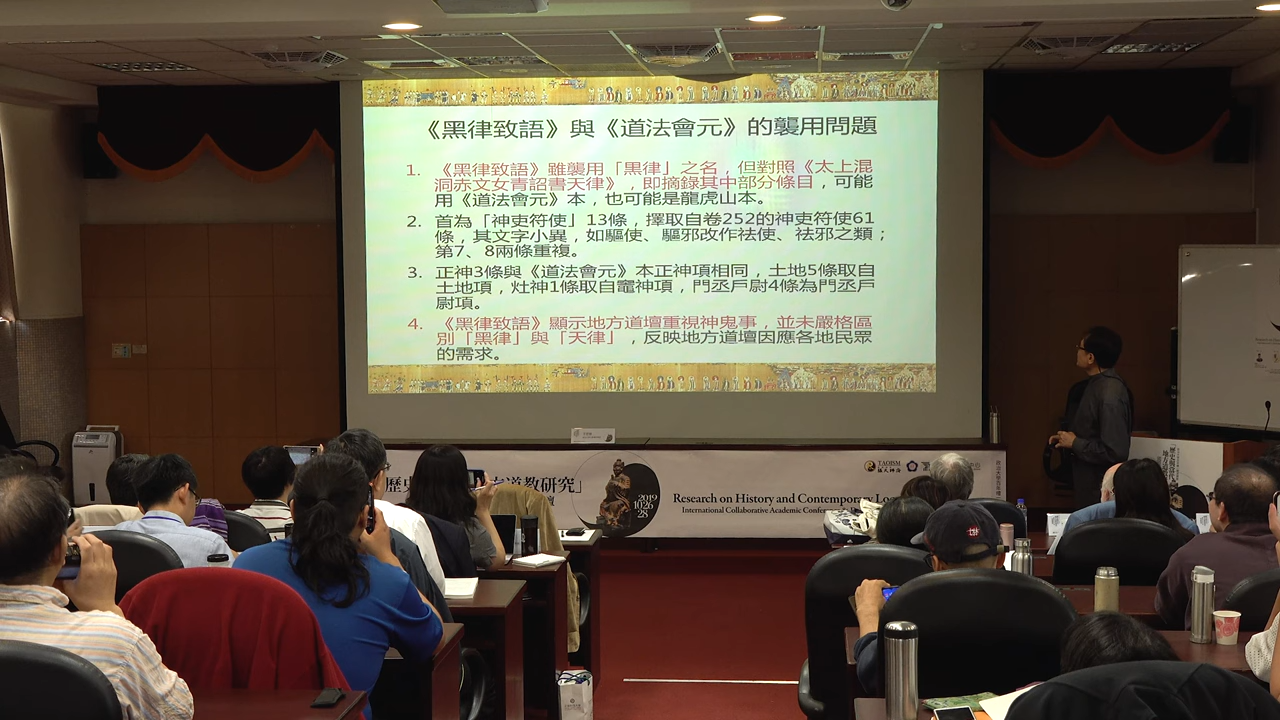 《黑律致語》與《道法會元》的襲用問題
1. 《黑律致語》雖襲用「黑律」之名，但對照《太上混
洞赤文女青詔書天律》，即摘錄其中部分條目，可能
用《道法會元》本，也可能是龍虎山本。
2. 首為「神吏符使」13條，擇取自卷252的神吏符使61
條，其文字小異，如驅使、驅邪改作祛使、祛邪之類；
第7、8兩條重複。
3. 正神3條與《道法會元》本正神項相同，土地5條取自
土地項，灶神1條取自竈神項，門丞戶尉4條為門丞戶
尉項。
4. 《黑律致語》顯示地方道壇重視神鬼事，並未嚴格區
別「黑律」與「天律」，反映地方道壇因應各地民眾
的需求。
道教研究」
2019
1026
28
TAOISM
Research on History and Contemporary Loc
International Collaborative Academic Confere